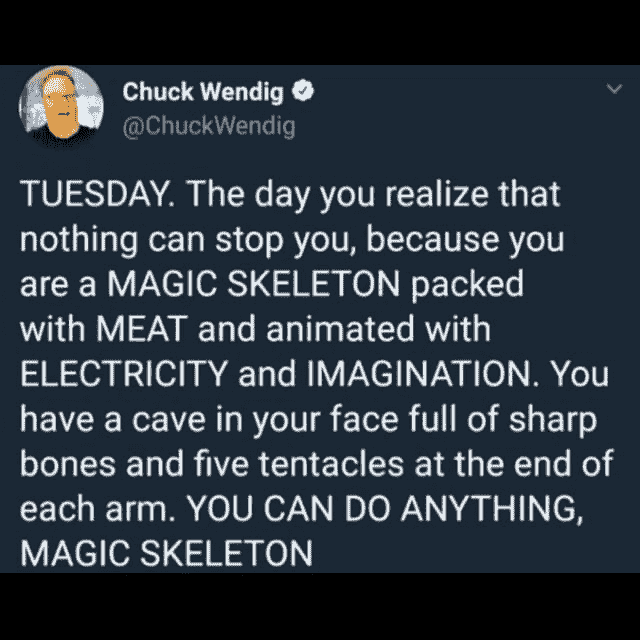 Chuck Wendig
@ChuckWendig
TUESDAY. The day you realize that
nothing can stop you, because you
are a MAGIC SKELETON packed
with MEAT and animated with
ELECTRICITY and IMAGINATION. You
have a cave in your face full of sharp
bones and five tentacles at the end of
each arm. YOU CAN DO ANYTHING,
MAGIC SKELETON